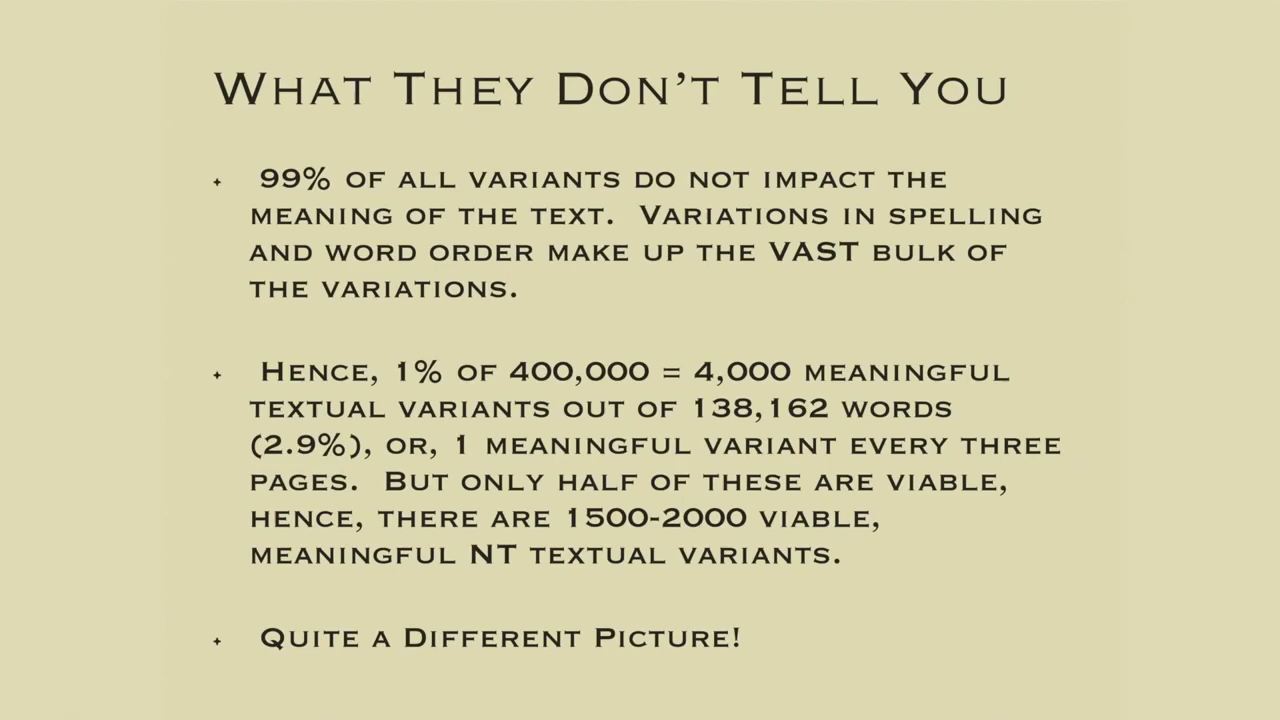 What They Don't Tell You
99% of all variants do not impact the
meaning of the text. Variations in spelling
and word order make up the VAST bulk of
the variations.
Hence, 1% of 400,000 = 4,000 meaningful
textual variants out of 138,162 words
(2.9%), or, 1 meaningful variant every three
pages. But only half of these are viable,
hence, there are 1500-2000 viable,
meaningful NT textual variants.
Quite a Different Picture!